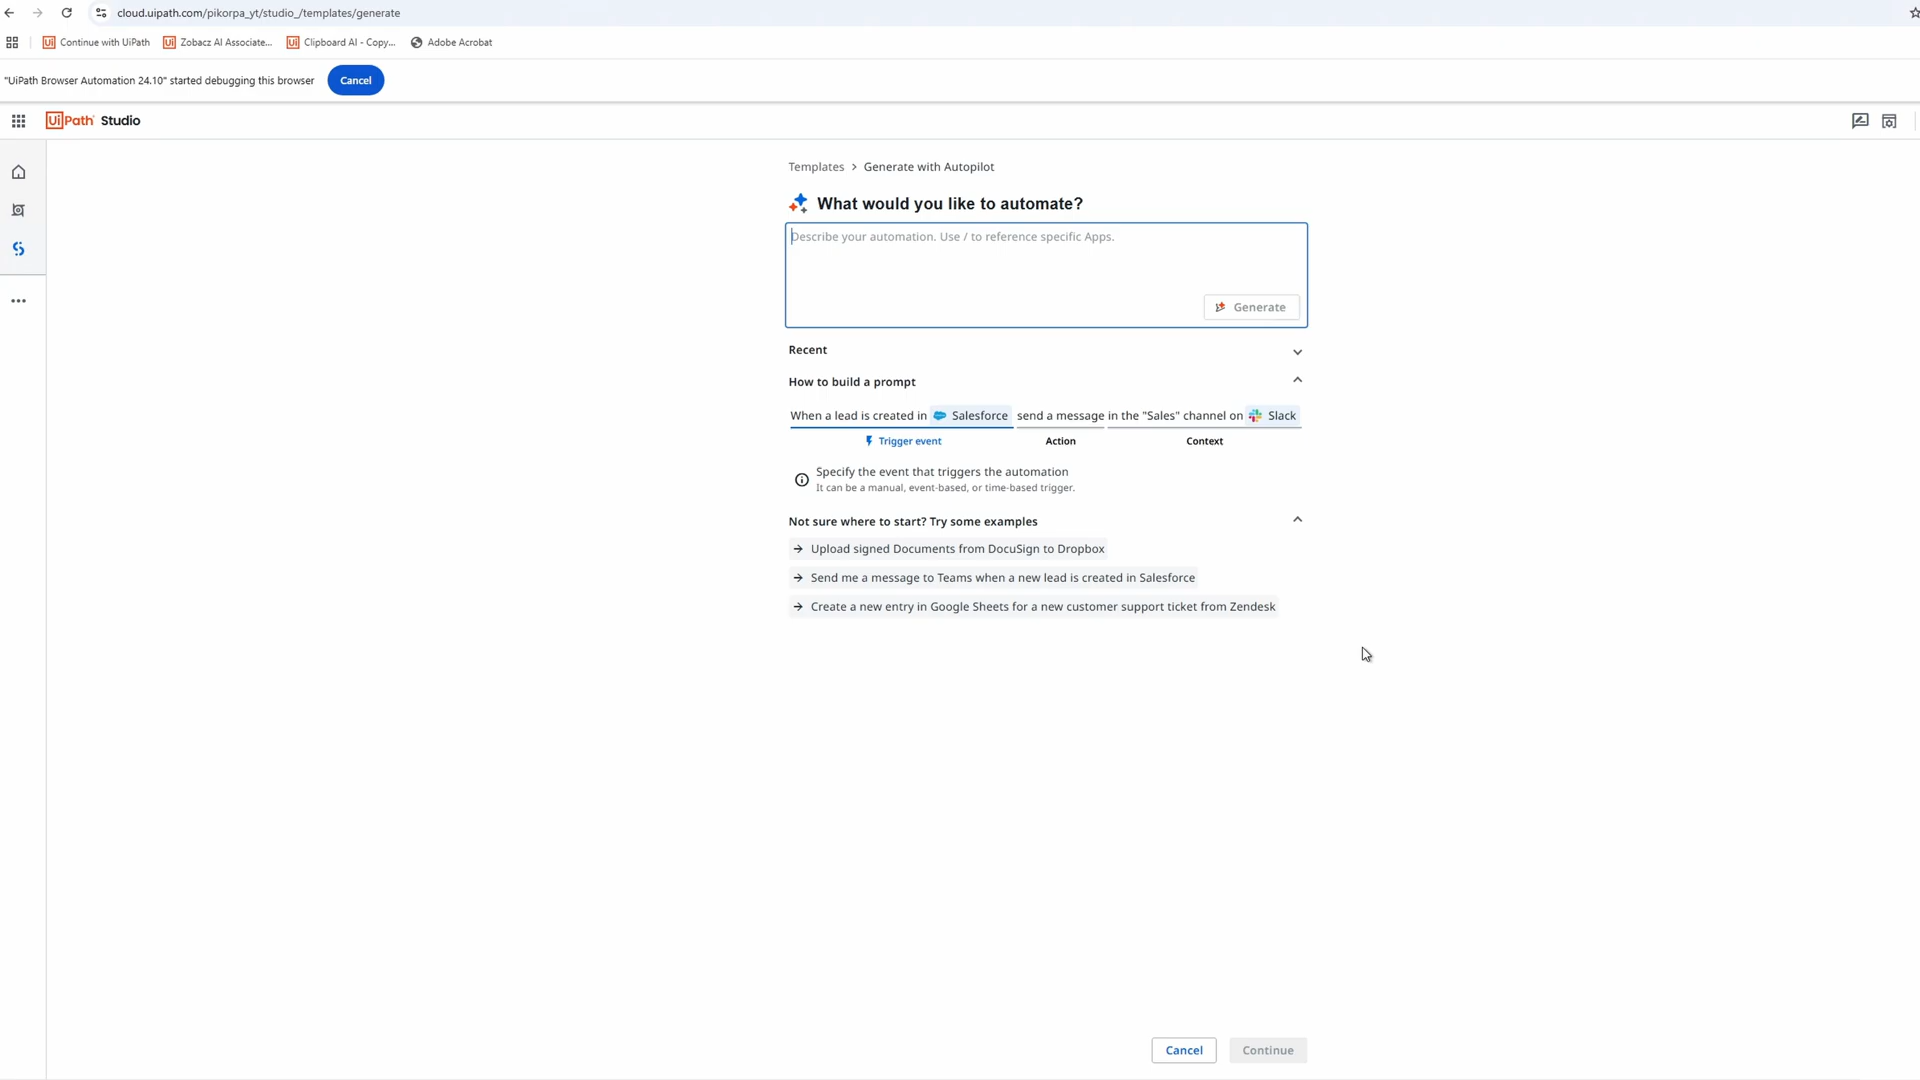 cloud.uipath.com/pikorpa_yt/studio_/templates/generate
Continue with UiPath Zobacz AI Associate... Clipboard AI - Copy... Adobe Acrobat
"UiPath Browser Automation 24.10" started debugging this browser Cancel
UiPath Studio
Templates > Generate with Autopilot
What would you like to automate?
Describe your automation. Use / to reference specific Apps.
Generate
Recent
How to build a prompt
When a lead is created in Salesforce send a message in the "Sales" channel on Slack
Trigger event Action Context
Specify the event that triggers the automation
It can be a manual, event-based, or time-based trigger.
Not sure where to start? Try some examples
Upload signed Documents from DocuSign to Dropbox
Send me a message to Teams when a new lead is created in Salesforce
Create a new entry in Google Sheets for a new customer support ticket from Zendesk
Cancel Continue